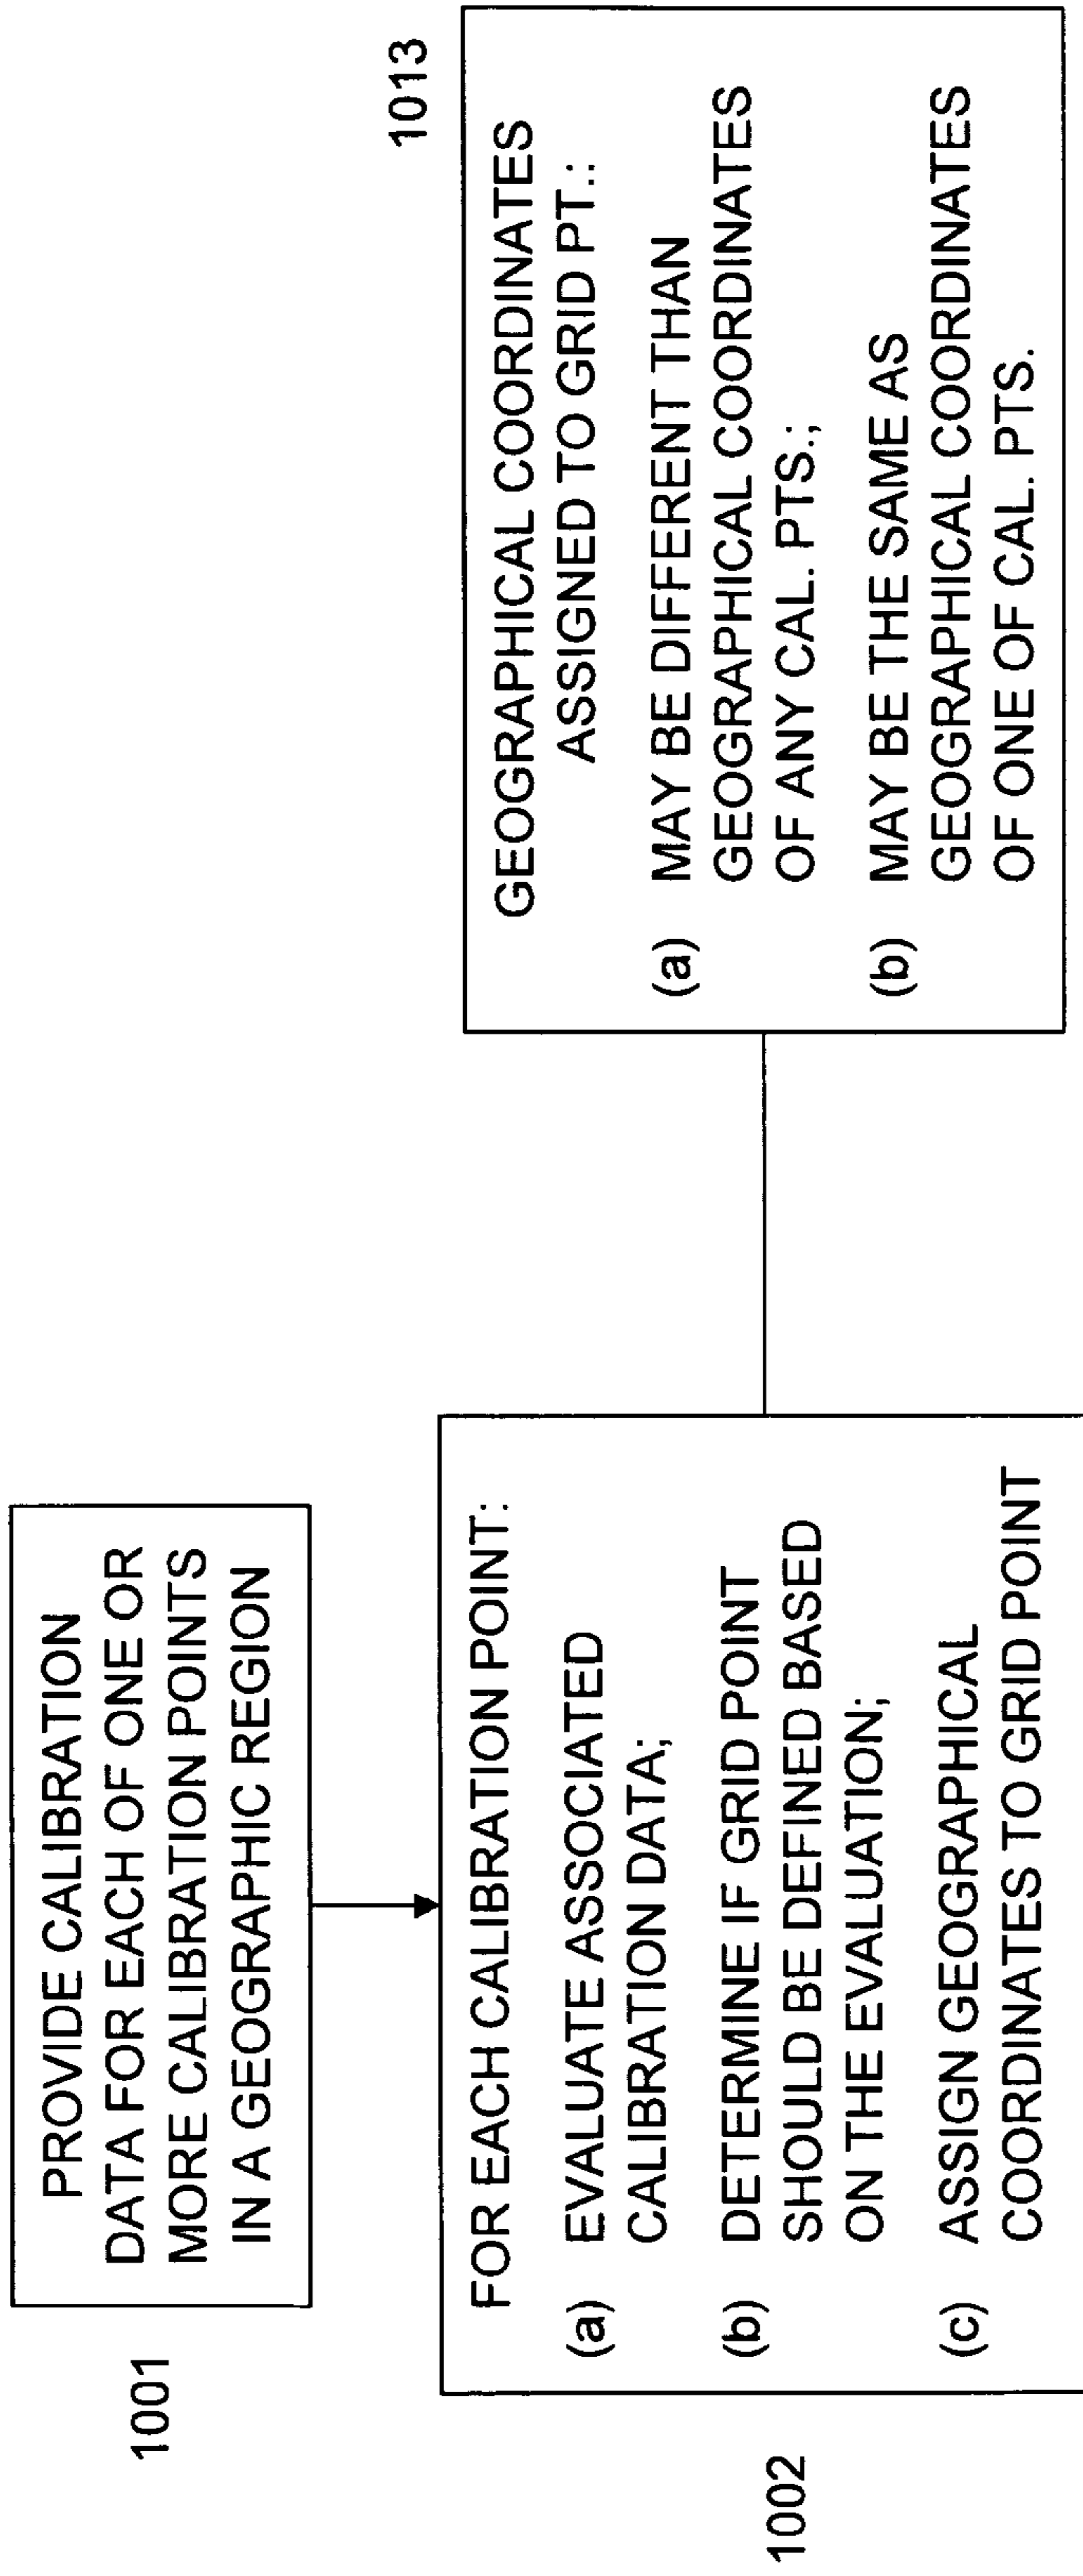 1001
PROVIDE CALIBRATION
DATA FOR EACH OF ONE OR
MORE CALIBRATION POINTS
IN A GEOGRAPHIC REGION
1002
FOR EACH CALIBRATION POINT:
(a) EVALUATE ASSOCIATED
CALIBRATION DATA;
(b) DETERMINE IF GRID POINT
SHOULD BE DEFINED BASED
ON THE EVALUATION;
(c) ASSIGN GEOGRAPHICAL
COORDINATES TO GRID POINT
1013
GEOGRAPHICAL COORDINATES
ASSIGNED TO GRID PT.:
(a) MAY BE DIFFERENT THAN
GEOGRAPHICAL COORDINATES
OF ANY CAL. PTS.;
(b) MAY BE THE SAME AS
GEOGRAPHICAL COORDINATES
OF ONE OF CAL. PTS.